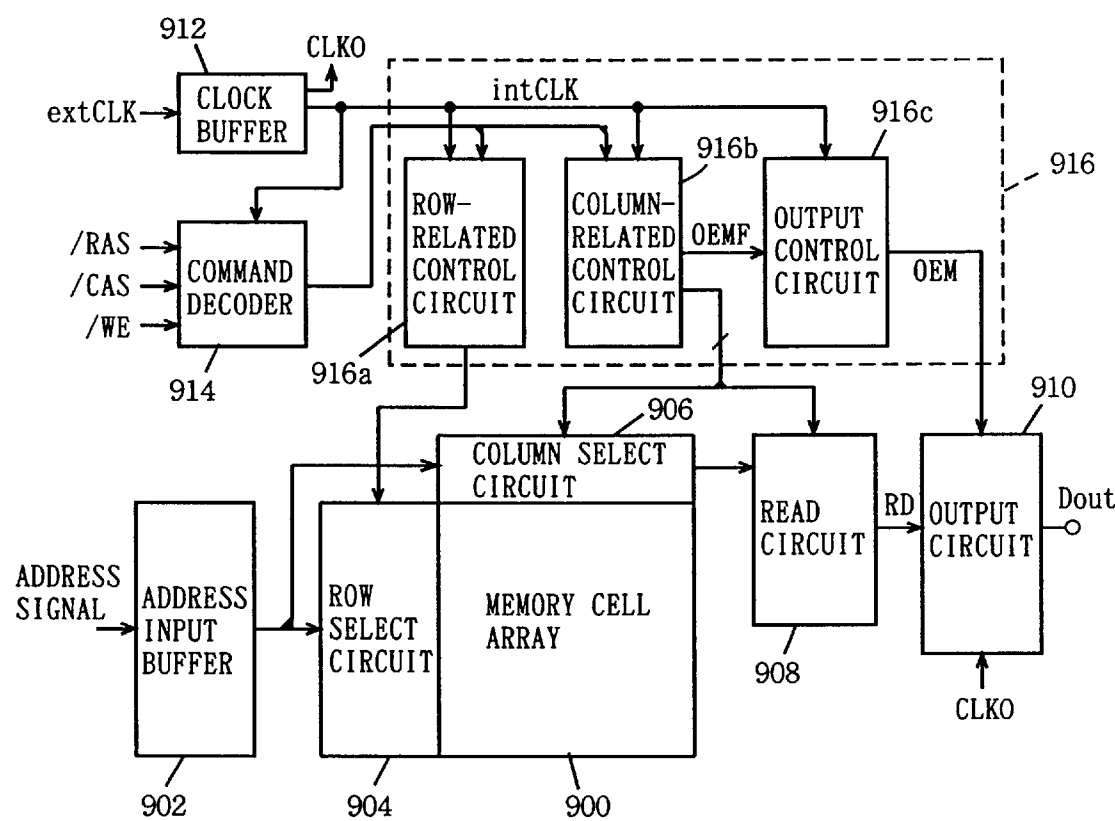 912
CLKO
extCLK
CLOCK
BUFFER
intCLK
916c
916b
916
/RAS
/CAS
/WE
COMMAND
DECODER
914
ROW-
RELATED
CONTROL
CIRCUIT
916a
COLUMN-
RELATED
CONTROL
CIRCUIT
OEMF
OUTPUT
CONTROL
CIRCUIT
OEM
906
910
COLUMN SELECT
CIRCUIT
READ
CIRCUIT
908
RD
OUTPUT
CIRCUIT
Dout
CLKO
ADDRESS
SIGNAL
ADDRESS
INPUT
BUFFER
902
ROW
SELECT
CIRCUIT
904
MEMORY CELL
ARRAY
900